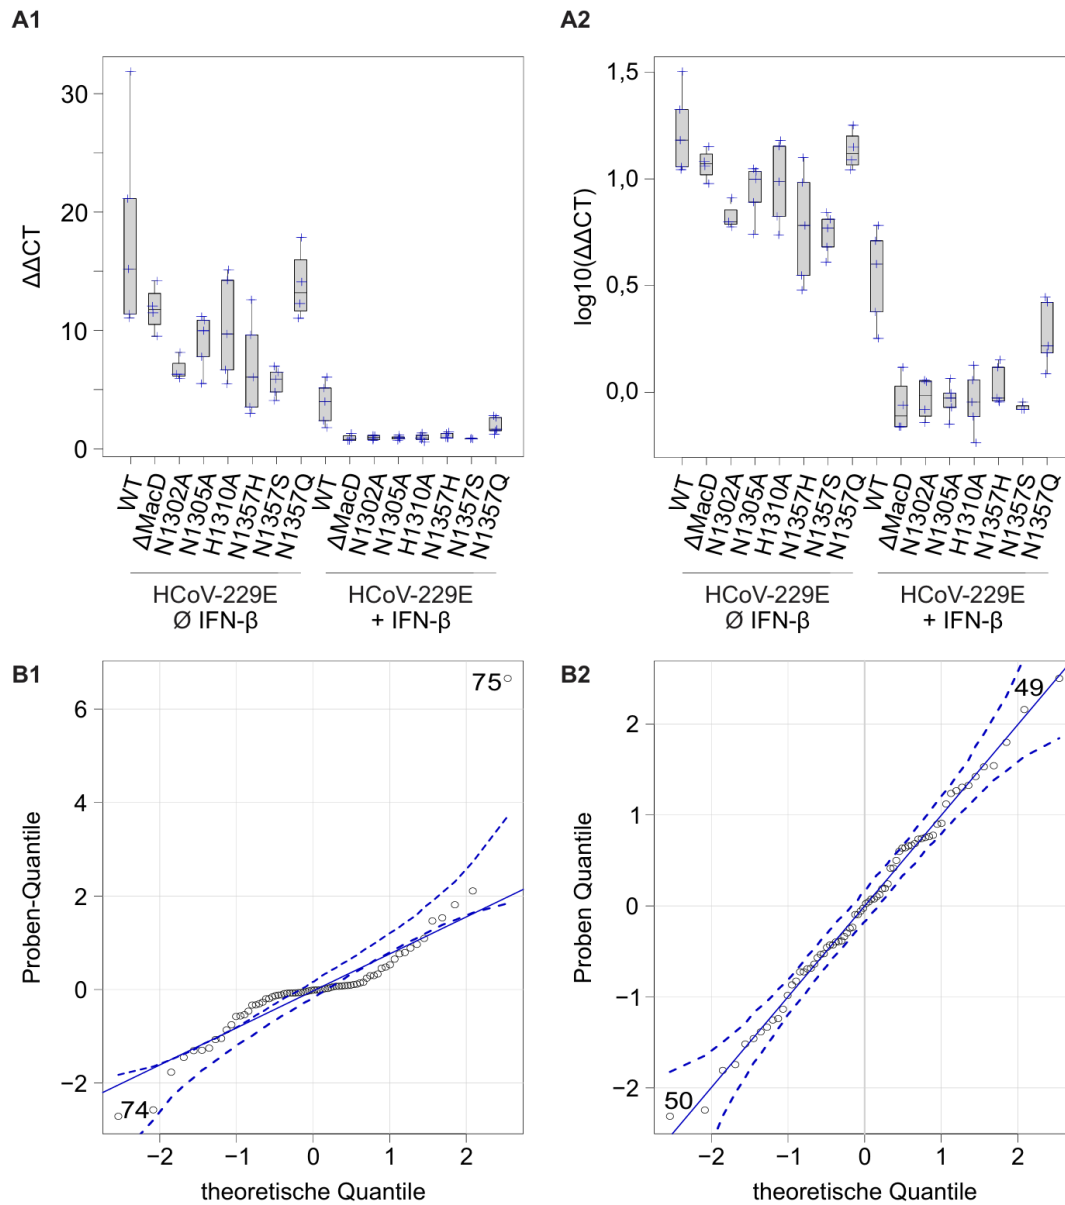 A1
A2
ΔΔCT
30
20
10
0
WT
ΔMacD
N1302A
N1305A
H1310A
N1357H
N1357S
N1357Q
WT
ΔMacD
N1302A
N1305A
H1310A
N1357H
N1357S
N1357Q
HCoV-229E
Ø IFN-β
HCoV-229E
+ IFN-β
log10(ΔΔCT)
1,5
1,0
0,5
0,0
WT
ΔMacD
N1302A
N1305A
H1310A
N1357H
N1357S
N1357Q
WT
ΔMacD
N1302A
N1305A
H1310A
N1357H
N1357S
N1357Q
HCoV-229E
Ø IFN-β
HCoV-229E
+ IFN-β
B1
B2
Proben-Quantile
6
4
2
0
−2
75
74
−2
−1
0
1
2
theoretische Quantile
Proben Quantile
2
1
0
−1
−2
49
50
−2
−1
0
1
2
theoretische Quantile